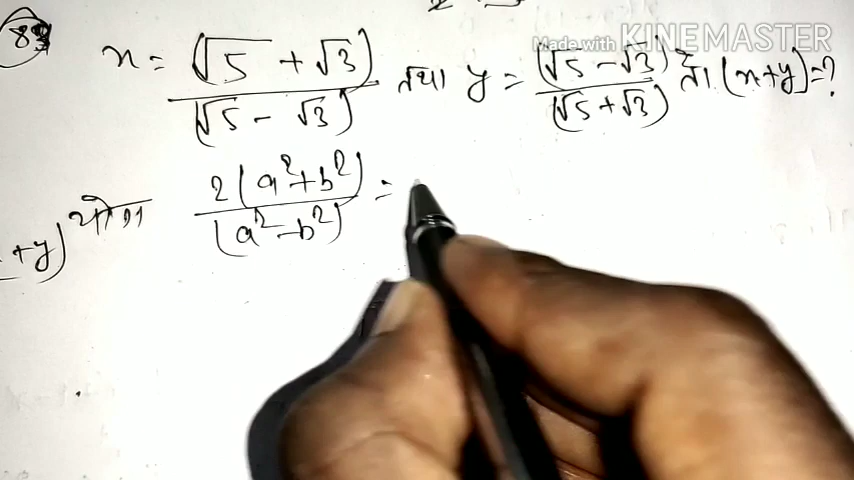 Made with KINEMASTER
83 x = (√5 + √3) / (√5 - √3) तथा y = (√5 - √3) / (√5 + √3) तो (x+y) = ?
+y) योग 2(a²+b²) / (a²-b²) =